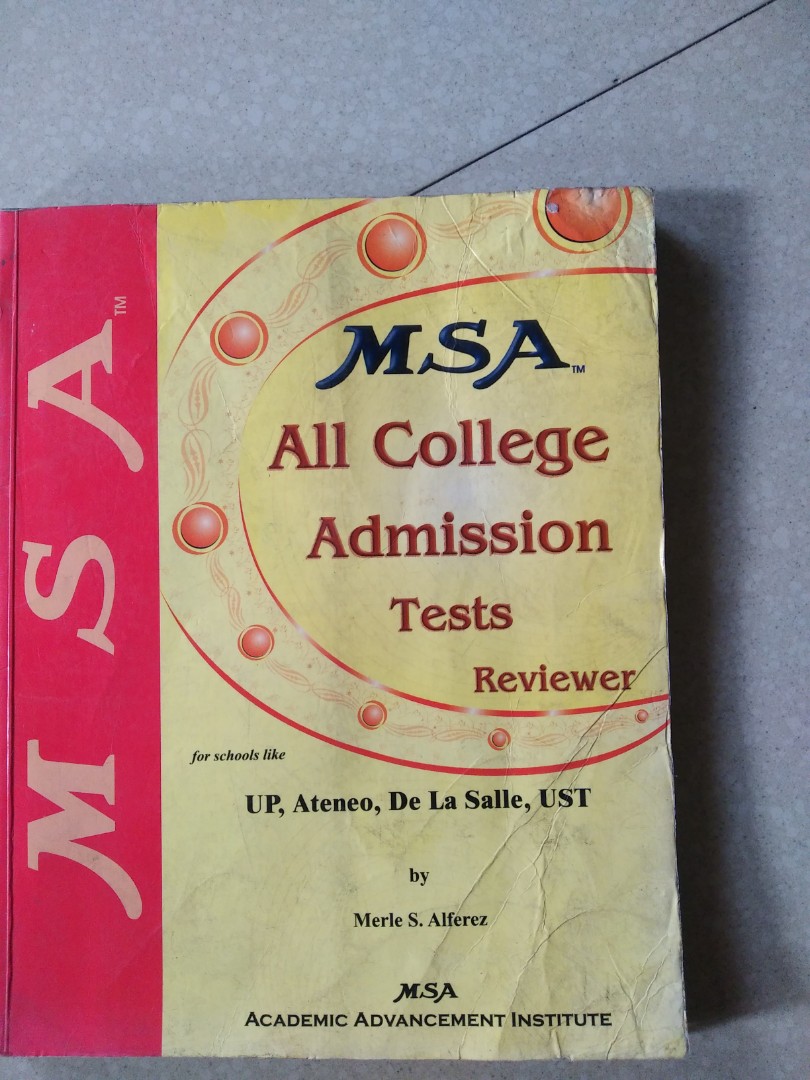 MSA™
MSA™
All College
Admission
Tests
Reviewer
for schools like
UP, Ateneo, De La Salle, UST
by
Merle S. Alferez
MSA
ACADEMIC ADVANCEMENT INSTITUTE